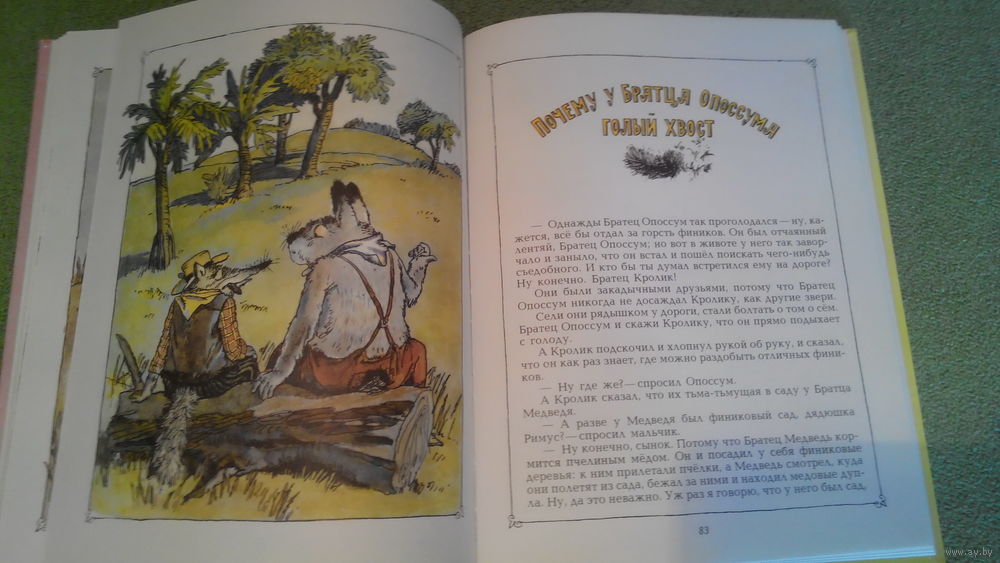 Почему у Братца Опоссума
голый хвост
— Однажды Братец Опоссум так проголодался — ну, ка-
жется, всё бы отдал за горсть фиников. Он был отчаянный
лентяй, Братец Опоссум; но вот в животе у него так завор-
чало и заныло, что он встал и пошёл поискать чего-нибудь
съедобного. И кто бы ты думал встретился ему на дороге?
Ну конечно, Братец Кролик!
Они были закадычными друзьями, потому что Братец
Опоссум никогда не досаждал Кролику, как другие звери.
Сели они рядышком у дороги, стали болтать о том о сём.
Братец Опоссум и скажи Кролику, что он прямо подыхает
с голоду.
А Кролик подскочил и хлопнул рукой об руку, и сказал,
что он как раз знает, где можно раздобыть отличных фини-
ков.
— Ну где же? — спросил Опоссум.
А Кролик сказал, что их тьма-тьмущая в саду у Братца
Медведя.
— А разве у Медведя был финиковый сад, дядюшка
Римус? — спросил мальчик.
— Ну конечно, сынок. Потому что Братец Медведь кор-
мится пчелиным мёдом. Он и посадил у себя финиковые
деревья: к ним прилетали пчёлки, а Медведь смотрел, куда
они полетят из сада, бежал за ними и находил медовые дуп-
ла. Ну, да это неважно. Уж раз я говорю, что у него был сад,
83
www.ay.by